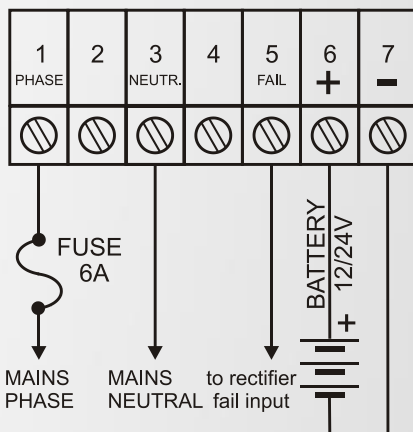 1 2 3 4 5 6 7
PHASE NEUTR. FAIL + -
FUSE
6A
BATTERY
12/24V
+
MAINS
PHASE
MAINS
NEUTRAL
to rectifier
fail input